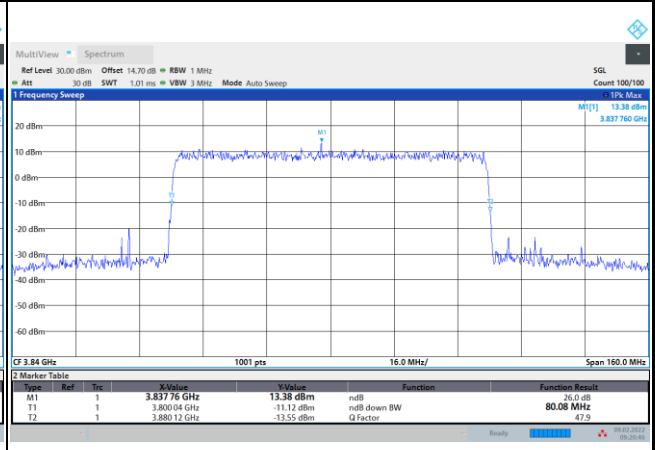 MultiView Spectrum
Ref Level 30.00 dBm Offset 14.70 dB RBW 1 MHz SGL
Att 30 dB SWT 1.01 ms VBW 3 MHz Mode Auto Sweep Count 100/100
1 Frequency Sweep 1Pk Max
M1[1] 13.38 dBm
3.837 760 GHz
M1
20 dBm
10 dBm
0 dBm
T1
T2
-10 dBm
-20 dBm
-30 dBm
-40 dBm
-50 dBm
-60 dBm
CF 3.84 GHz 1001 pts 16.0 MHz/ Span 160.0 MHz
2 Marker Table
Type Ref Trc X-Value Y-Value Function Function Result
M1 1 3.837 76 GHz 13.38 dBm ndB 26.0 dB
T1 1 3.800 04 GHz -11.12 dBm ndB down BW 80.08 MHz
T2 1 3.880 12 GHz -13.55 dBm Q Factor 47.9
Ready 09.02.2022
09:20:46